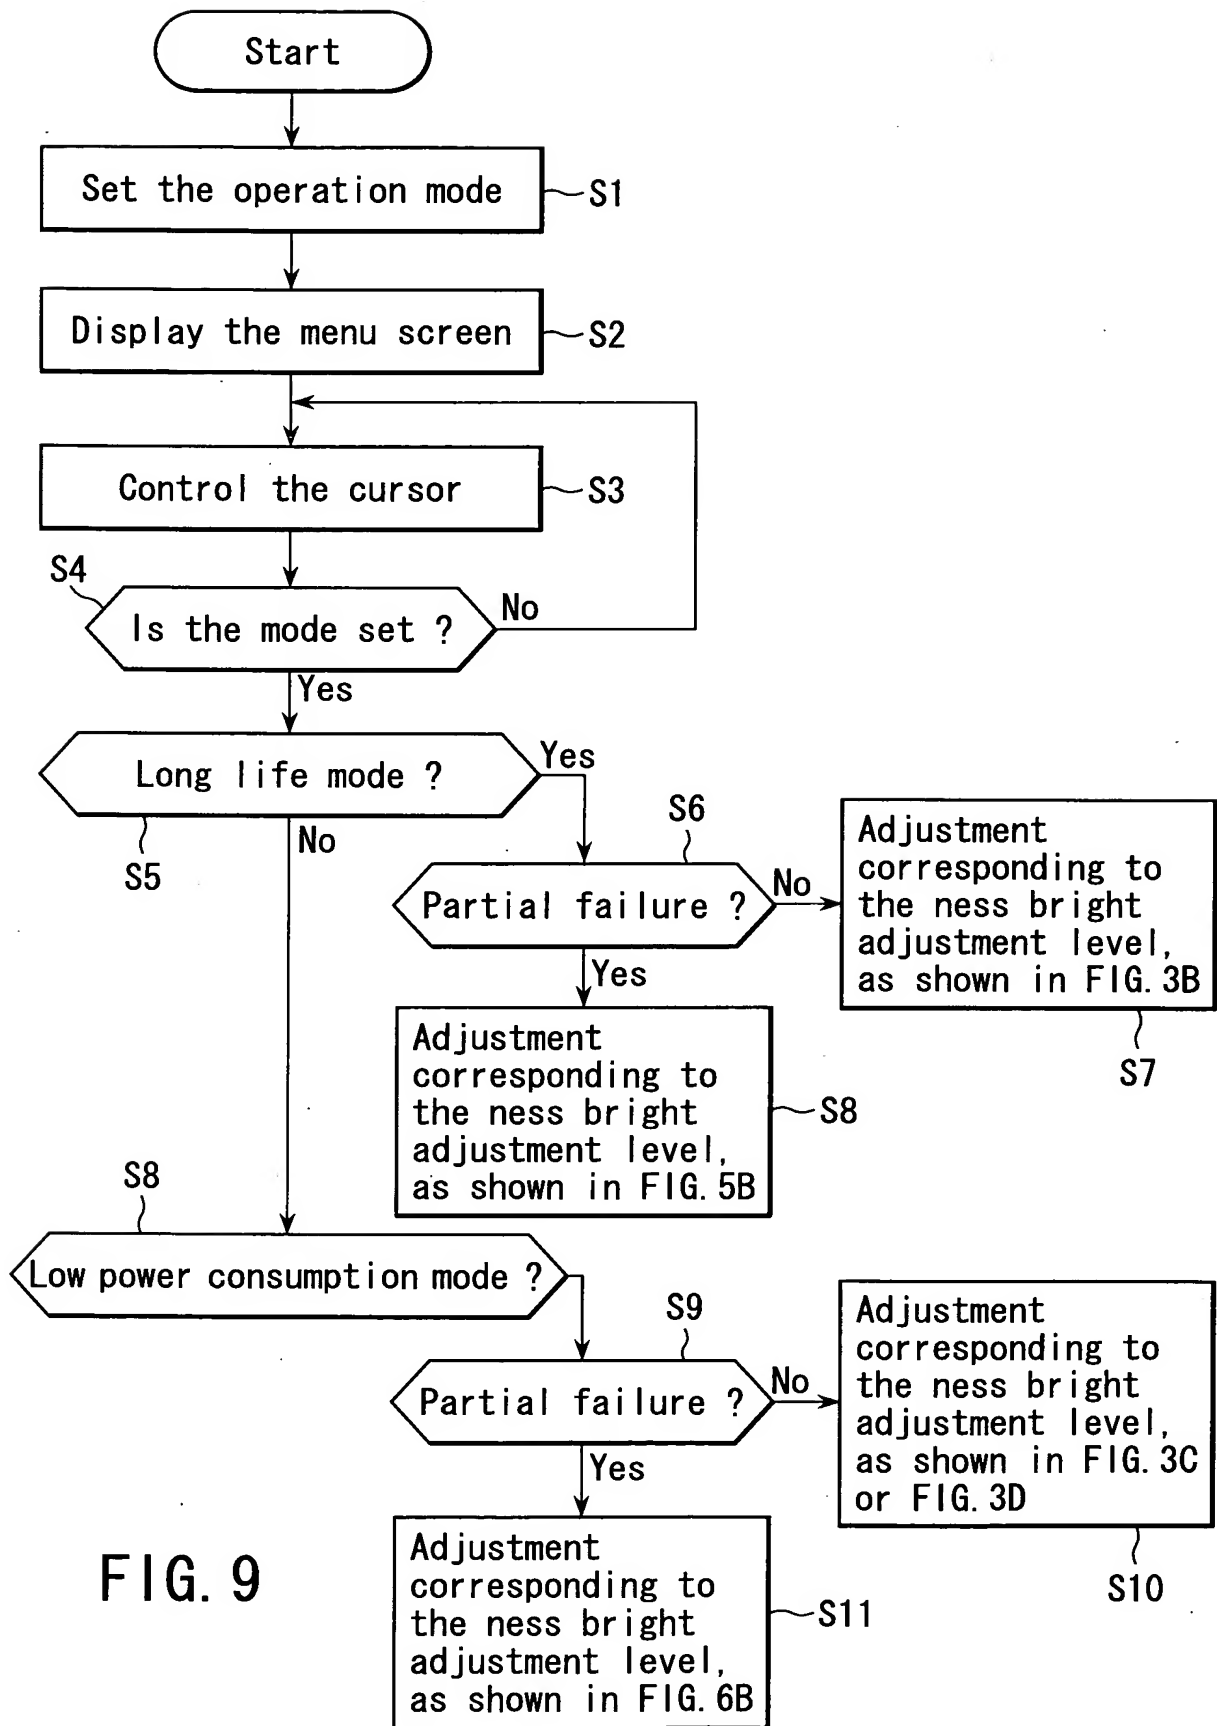 Start
Set the operation mode
S1
Display the menu screen
S2
Control the cursor
S3
S4
Is the mode set ?
No
Yes
Long life mode ?
Yes
S5
No
S6
Partial failure ?
No
Adjustment
corresponding to
the ness bright
adjustment level,
as shown in FIG. 3B
S7
Yes
Adjustment
corresponding to
the ness bright
adjustment level,
as shown in FIG. 5B
S8
S8
Low power consumption mode ?
S9
Partial failure ?
No
Adjustment
corresponding to
the ness bright
adjustment level,
as shown in FIG. 3C
or FIG. 3D
S10
Yes
Adjustment
corresponding to
the ness bright
adjustment level,
as shown in FIG. 6B
S11
FIG. 9